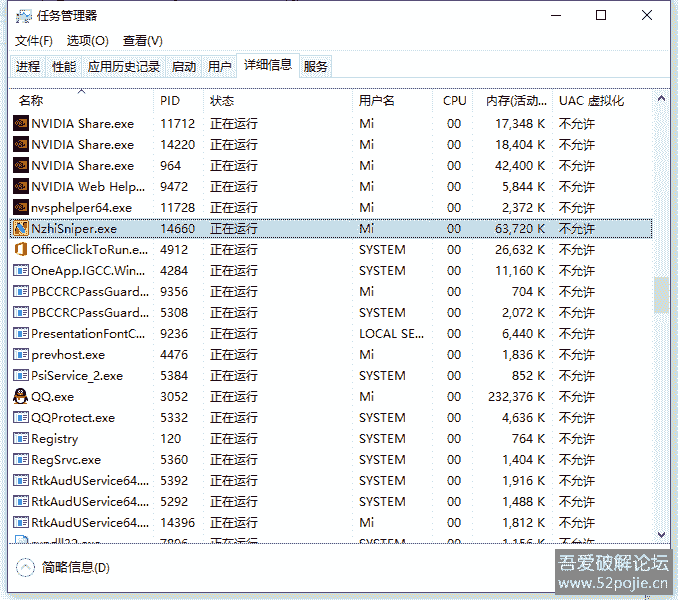 任务管理器
文件(F) 选项(O) 查看(V)
进程 性能 应用历史记录 启动 用户 详细信息 服务
名称 PID 状态 用户名 CPU 内存(活动... UAC 虚拟化
NVIDIA Share.exe 11712 正在运行 Mi 00 17,348 K 不允许
NVIDIA Share.exe 14220 正在运行 Mi 00 18,404 K 不允许
NVIDIA Share.exe 964 正在运行 Mi 00 42,400 K 不允许
NVIDIA Web Help... 9472 正在运行 Mi 00 5,844 K 不允许
nvsphelper64.exe 11728 正在运行 Mi 00 2,372 K 不允许
NzhiSniper.exe 14660 正在运行 Mi 00 63,720 K 不允许
OfficeClickToRun.e... 4912 正在运行 SYSTEM 00 26,632 K 不允许
OneApp.IGCC.Win... 4284 正在运行 SYSTEM 00 11,160 K 不允许
PBCCRCPassGuard... 9356 正在运行 Mi 00 704 K 不允许
PBCCRCPassGuard... 5308 正在运行 SYSTEM 00 2,072 K 不允许
PresentationFontC... 9236 正在运行 LOCAL SE... 00 6,440 K 不允许
prevhost.exe 4476 正在运行 Mi 00 1,836 K 不允许
PsiService_2.exe 5384 正在运行 SYSTEM 00 852 K 不允许
QQ.exe 3052 正在运行 Mi 00 232,376 K 不允许
QQProtect.exe 5332 正在运行 SYSTEM 00 4,636 K 不允许
Registry 120 正在运行 SYSTEM 00 764 K 不允许
RegSrvc.exe 5360 正在运行 SYSTEM 00 1,404 K 不允许
RtkAudUService64.... 5392 正在运行 SYSTEM 00 1,916 K 不允许
RtkAudUService64.... 5292 正在运行 SYSTEM 00 1,488 K 不允许
RtkAudUService64.... 14396 正在运行 Mi 00 1,812 K 不允许
简略信息(D)
吾爱破解论坛
www.52pojie.cn